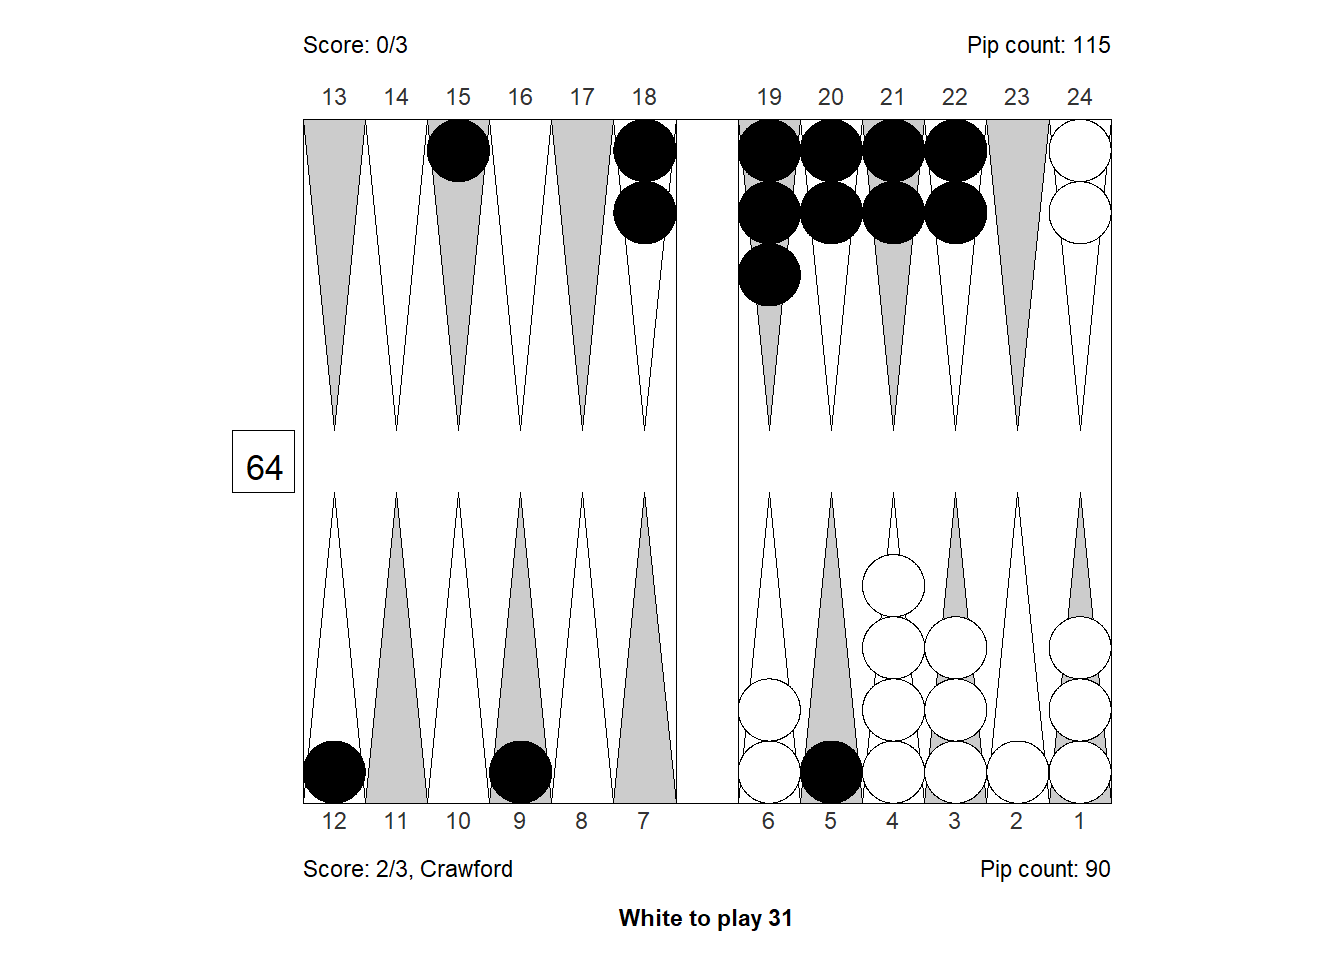 Score: 0/3 Pip count: 115
13 14 15 16 17 18 19 20 21 22 23 24
64
12 11 10 9 8 7 6 5 4 3 2 1
Score: 2/3, Crawford Pip count: 90
White to play 31